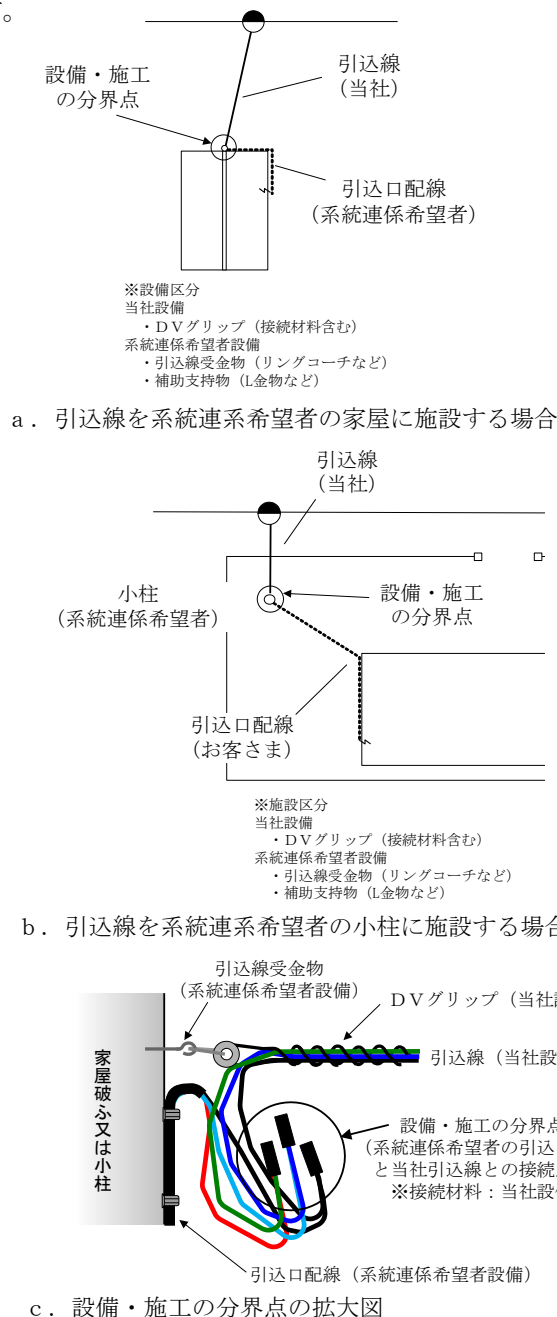 。
設備・施工
の分界点
引込線
（当社）
引込口配線
（系統連係希望者）
※設備区分
当社設備
・ＤＶグリップ（接続材料含む）
系統連係希望者設備
・引込線受金物（リングコーチなど）
・補助支持物（L金物など）
ａ．引込線を系統連系希望者の家屋に施設する場合
引込線
（当社）
小柱
（系統連係希望者）
設備・施工
の分界点
引込口配線
（お客さま）
※施設区分
当社設備
・ＤＶグリップ（接続材料含む）
系統連係希望者設備
・引込線受金物（リングコーチなど）
・補助支持物（L金物など）
ｂ．引込線を系統連系希望者の小柱に施設する場合
引込線受金物
（系統連係希望者設備）
ＤＶグリップ（当社
引込線（当社設
家屋破ふ又は小柱
設備・施工の分界点
（系統連係希望者の引込
と当社引込線との接続
※接続材料：当社設
引込口配線（系統連係希望者設備）
ｃ．設備・施工の分界点の拡大図